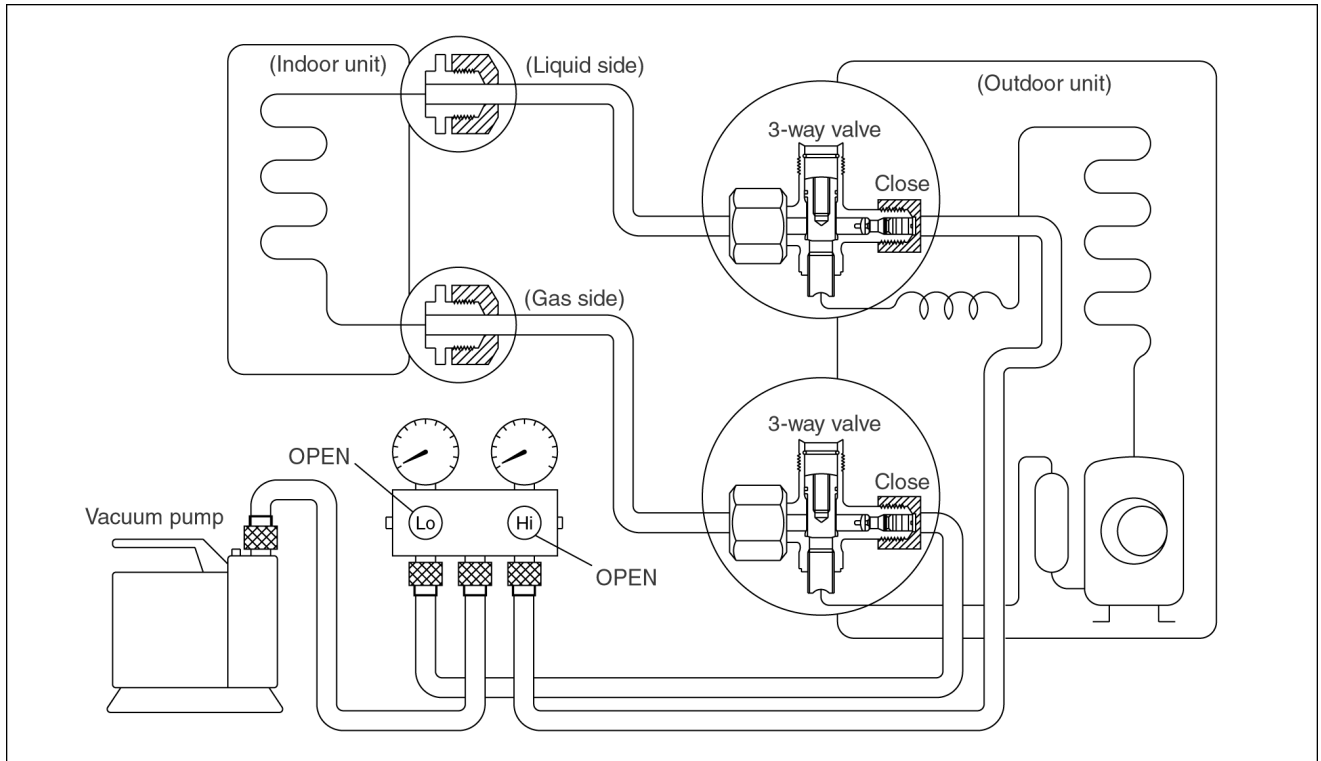 (Indoor unit)
(Liquid side)
(Outdoor unit)
3-way valve
Close
(Gas side)
3-way valve
Close
OPEN
Vacuum pump
Lo
Hi
OPEN